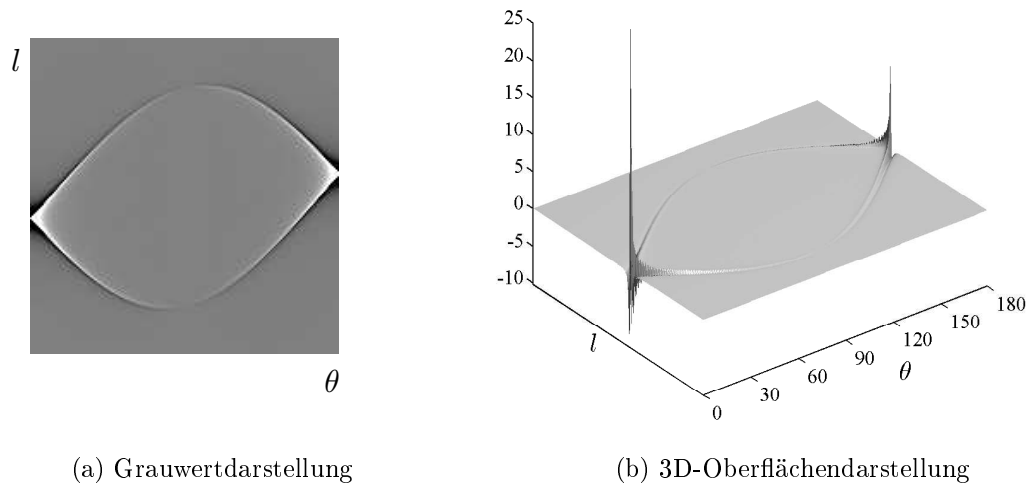 l
θ
(a) Grauwertdarstellung
25
20
15
10
5
0
-5
-10
l
0
30
60
90
120
150
180
θ
(b) 3D-Oberflächendarstellung